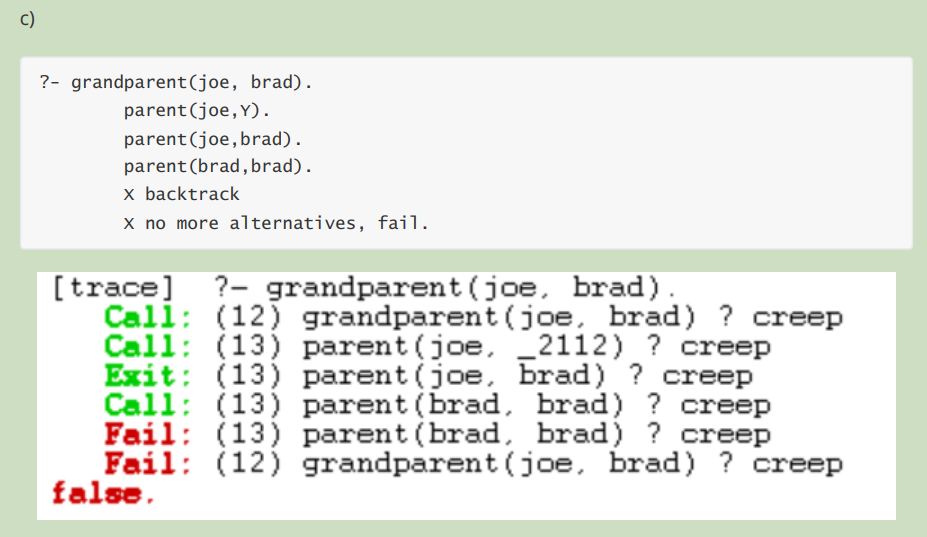 c)
?- grandparent(joe, brad).
parent(joe,Y).
parent(joe,brad).
parent(brad,brad).
X backtrack
X no more alternatives, fail.
[trace]  ?- grandparent(joe, brad).
Call: (12) grandparent(joe, brad) ? creep
Call: (13) parent(joe, _2112) ? creep
Exit: (13) parent(joe, brad) ? creep
Call: (13) parent(brad, brad) ? creep
Fail: (13) parent(brad, brad) ? creep
Fail: (12) grandparent(joe, brad) ? creep
false.